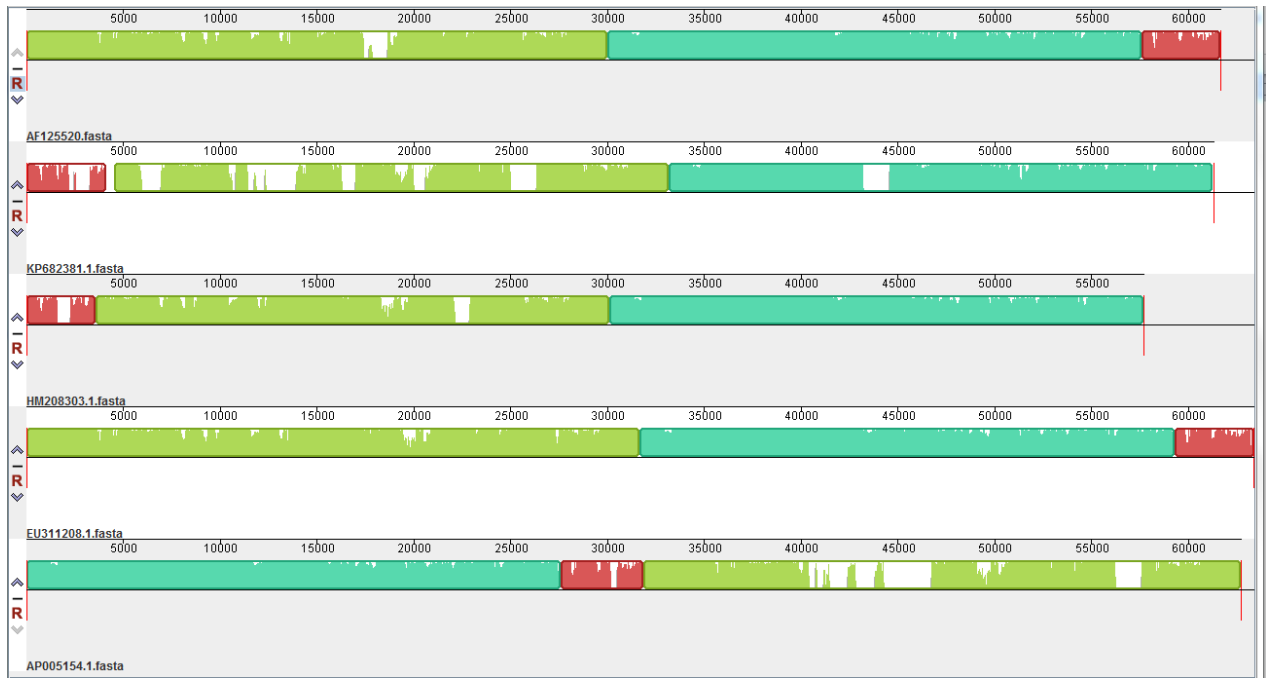 5000 10000 15000 20000 25000 30000 35000 40000 45000 50000 55000 60000
R
AF125520.fasta
5000 10000 15000 20000 25000 30000 35000 40000 45000 50000 55000 60000
R
KP682381.1.fasta
5000 10000 15000 20000 25000 30000 35000 40000 45000 50000 55000
R
HM208303.1.fasta
5000 10000 15000 20000 25000 30000 35000 40000 45000 50000 55000 60000
R
EU311208.1.fasta
5000 10000 15000 20000 25000 30000 35000 40000 45000 50000 55000 60000
R
AP005154.1.fasta